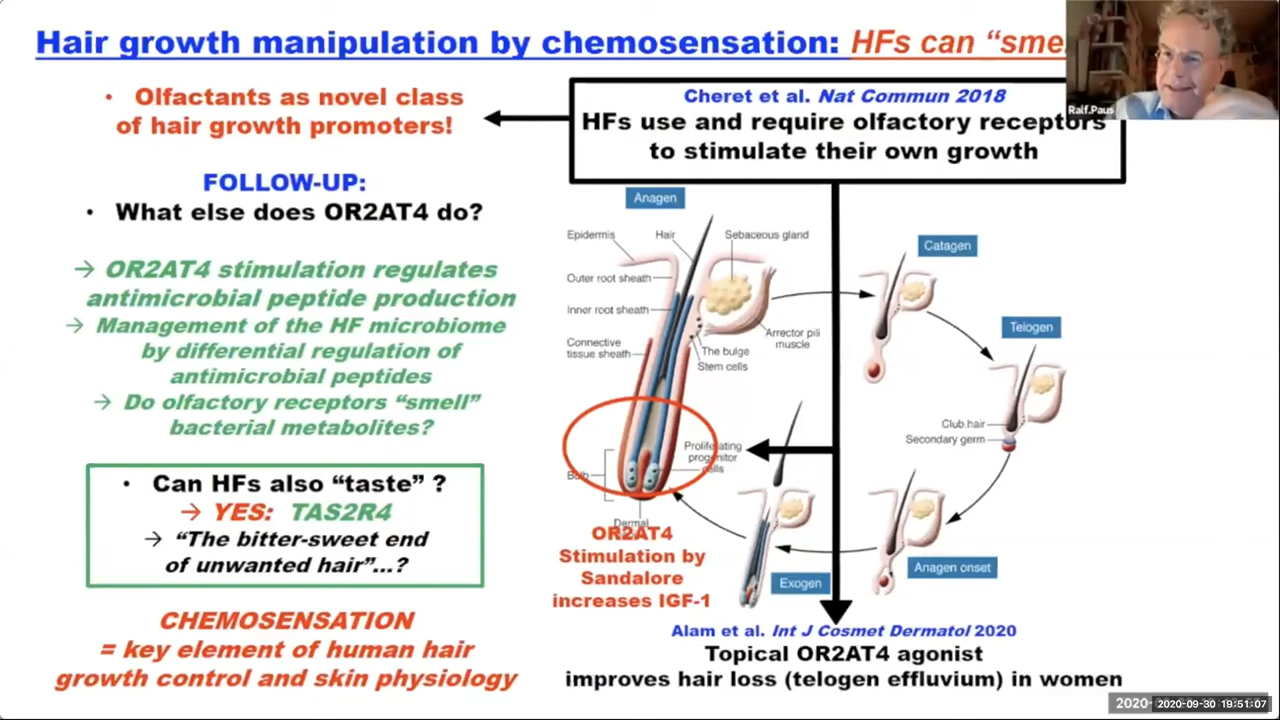 Hair growth manipulation by chemosensation: HFs can “sme
Ralf.Paus
• Olfactants as novel class
of hair growth promoters!
Cheret et al. Nat Commun 2018
HFs use and require olfactory receptors
to stimulate their own growth
FOLLOW-UP:
• What else does OR2AT4 do?
→ OR2AT4 stimulation regulates
antimicrobial peptide production
→ Management of the HF microbiome
by differential regulation of
antimicrobial peptides
→ Do olfactory receptors “smell”
bacterial metabolites?
• Can HFs also “taste” ?
→ YES: TAS2R4
→ “The bitter-sweet end
of unwanted hair”...?
CHEMOSENSATION
= key element of human hair
growth control and skin physiology
Anagen
Epidermis
Hair
Sebaceous gland
Outer root sheath
Inner root sheath
Connective
tissue sheath
Arrector pili
muscle
The bulge
Stem cells
Proliferating
progenitor
cells
Bulb
Dermal
Catagen
Telogen
Club hair
Secondary germ
Anagen onset
Exogen
OR2AT4
Stimulation by
Sandalore
increases IGF-1
Alam et al. Int J Cosmet Dermatol 2020
Topical OR2AT4 agonist
improves hair loss (telogen effluvium) in women
2020-09-30 19:51:07